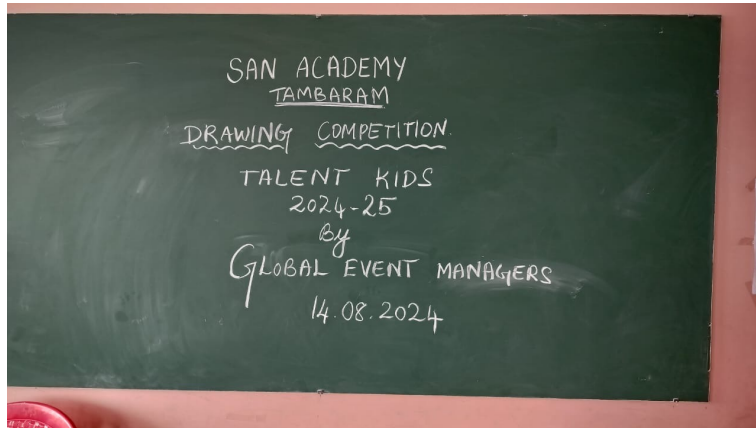 SAN ACADEMY
TAMBARAM
DRAWING COMPETITION.
TALENT KIDS
2024-25
By
GLOBAL EVENT MANAGERS
14.08.2024